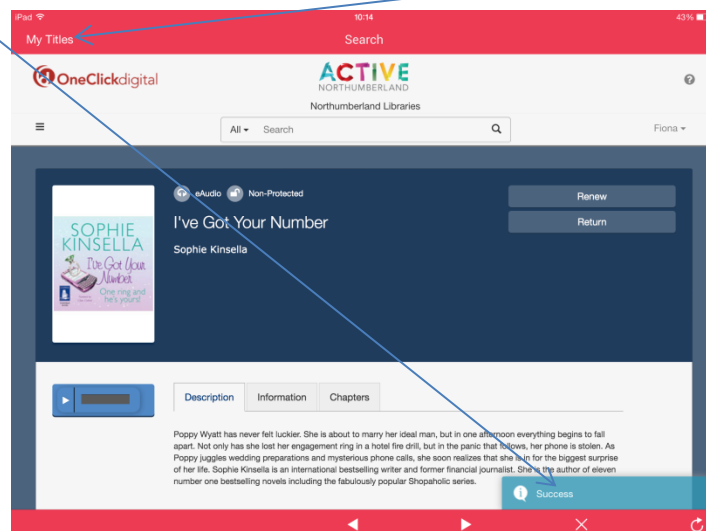 iPad 10:14 43%
My Titles Search
OneClickdigital
ACTIVE
NORTHUMBERLAND
Northumberland Libraries
All Search Fiona
eAudio Non-Protected
Renew
I've Got Your Number
Return
Sophie Kinsella
SOPHIE
KINSELLA
I've Got Your
Number
One ring and
he's yours!
Description Information Chapters
Poppy Wyatt has never felt luckier. She is about to marry her ideal man, but in one afternoon everything begins to fall
apart. Not only has she lost her engagement ring in a hotel fire drill, but in the panic that follows, her phone is stolen. As
Poppy juggles wedding preparations and mysterious phone calls, she soon realizes that she is in for the biggest surprise
of her life. Sophie Kinsella is an international bestselling writer and former financial journalist. She is the author of eleven
number one bestselling novels including the fabulously popular Shopaholic series.
Success